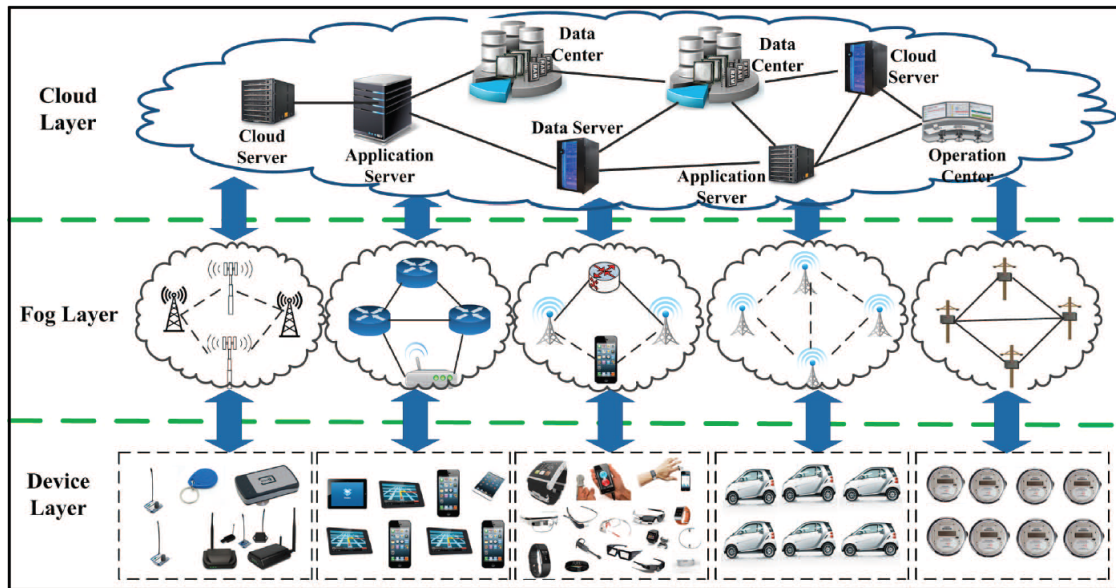 Cloud
Layer
Data
Center
Data
Center
Cloud
Server
Cloud
Server
Application
Server
Data Server
Application
Server
Operation
Center
Fog Layer
Device
Layer